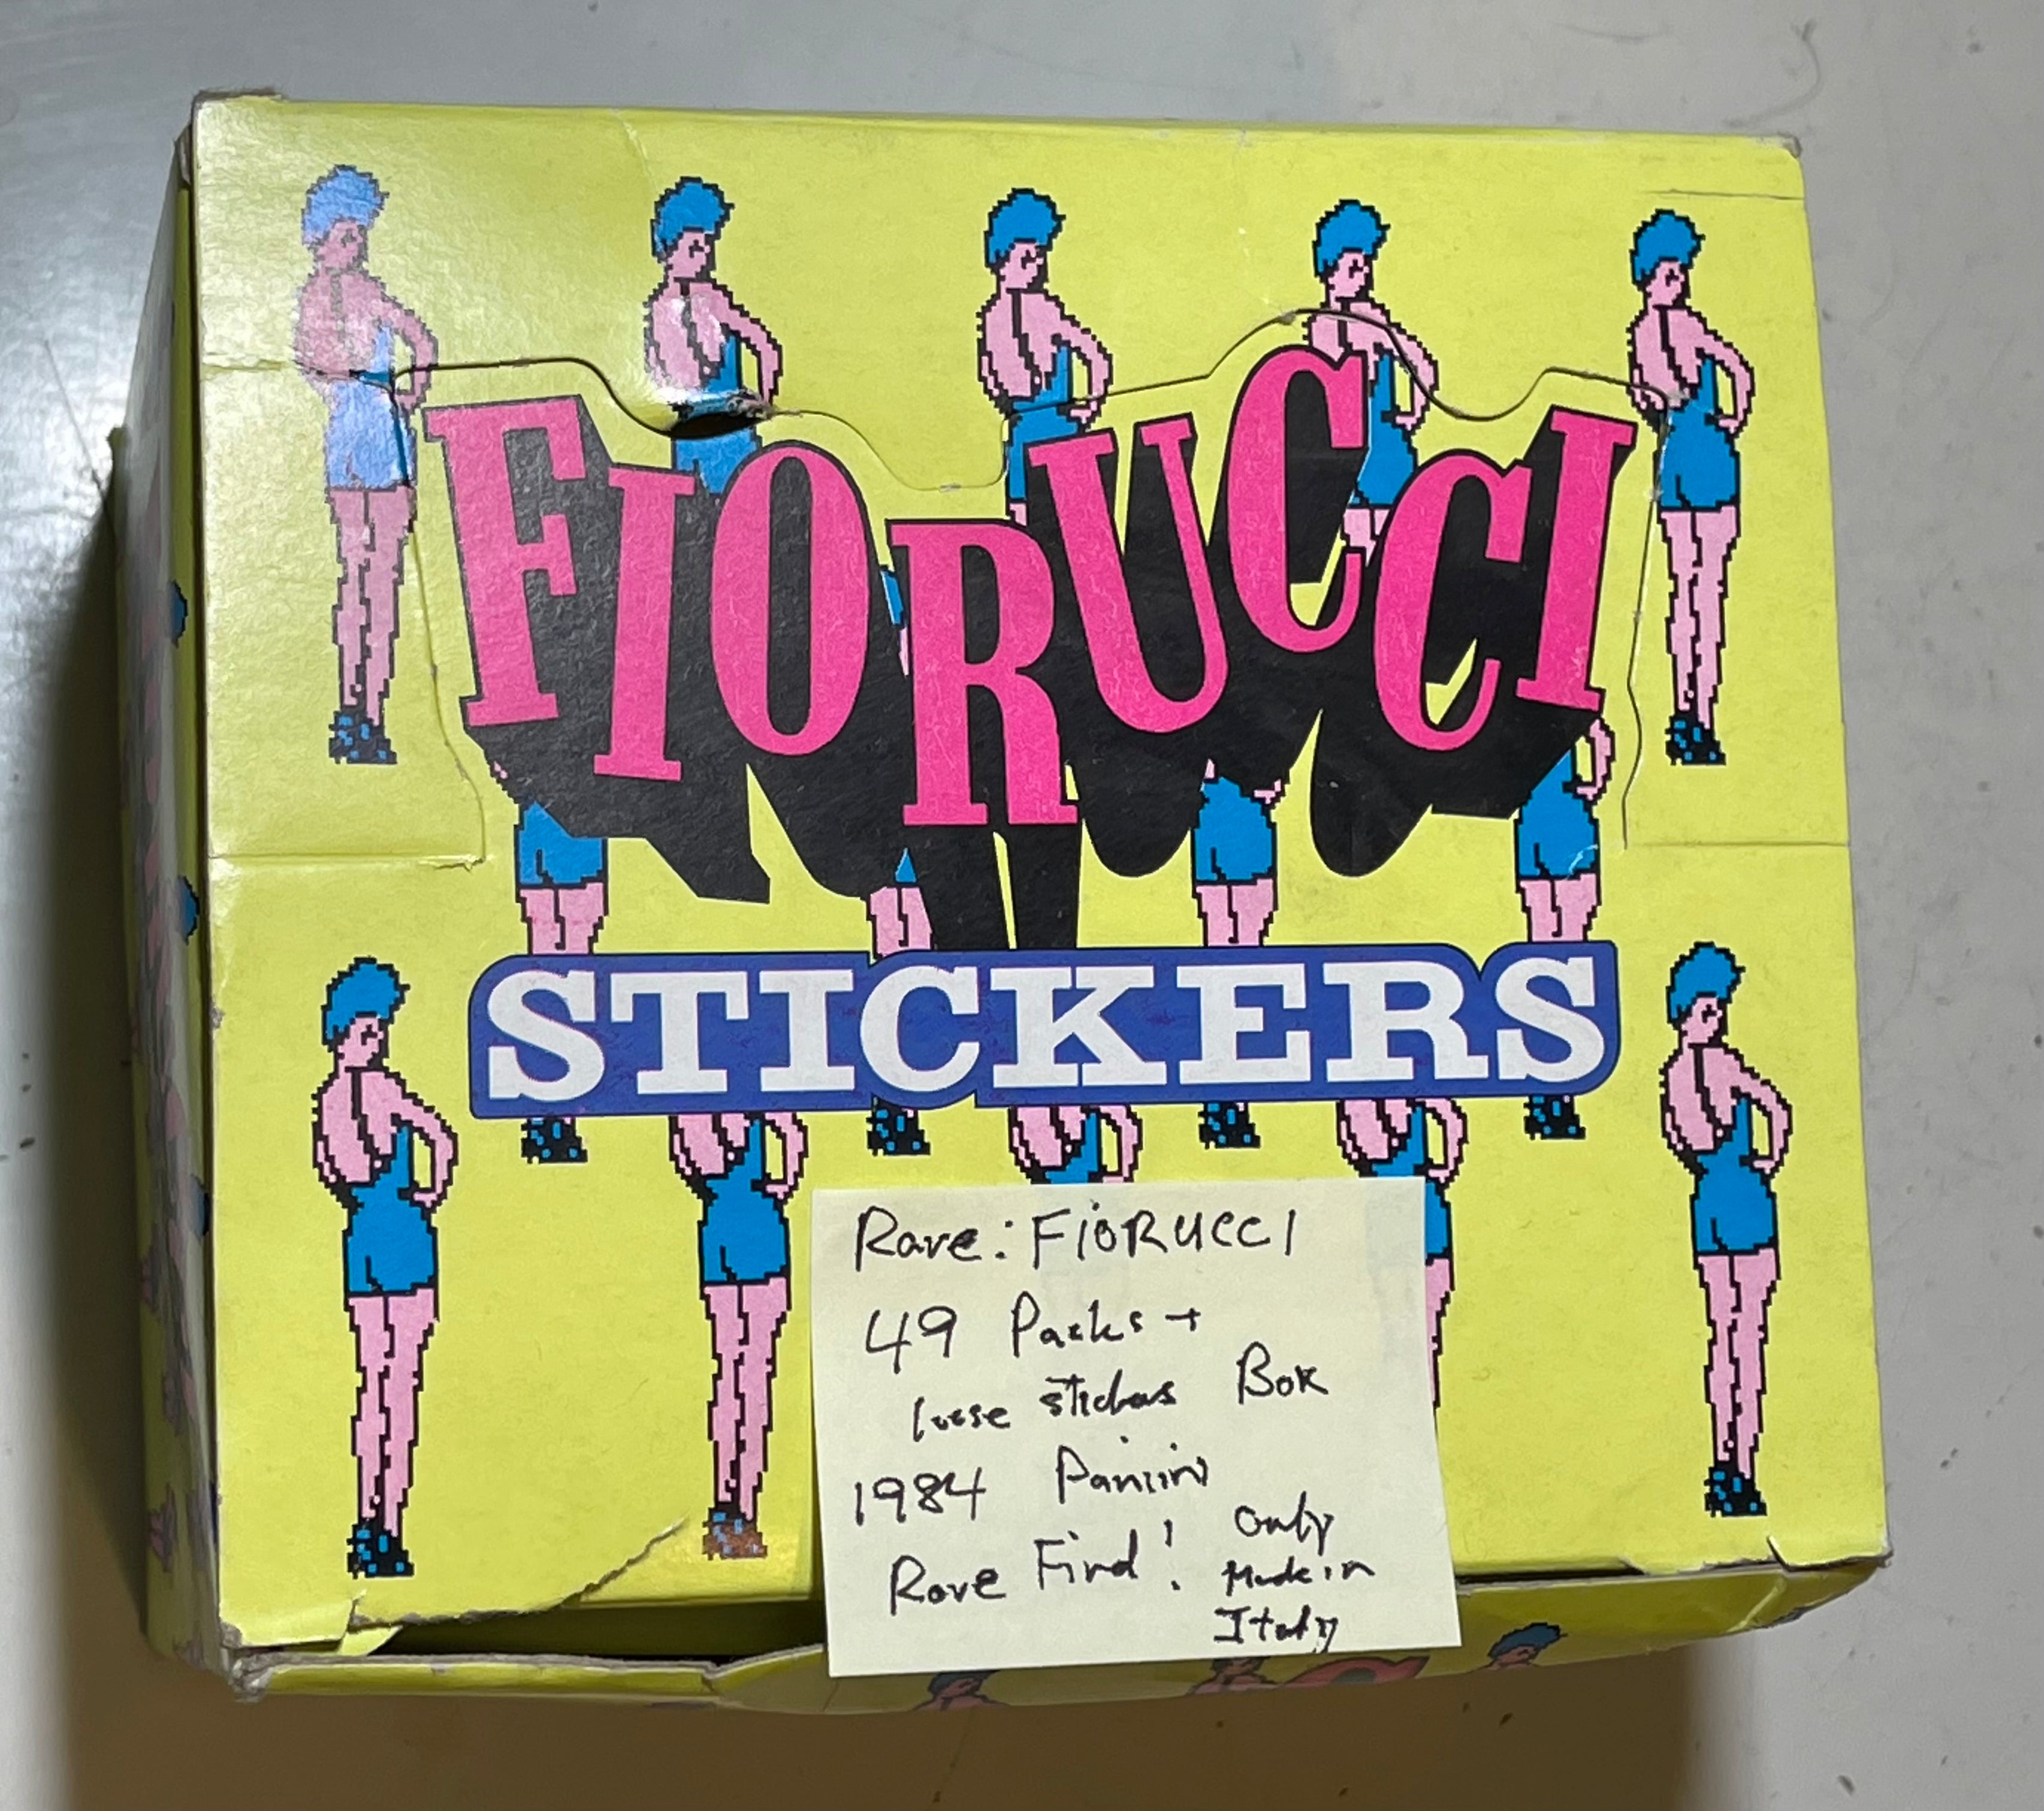 FIORUCCI
STICKERS
Rare: FIORUCCI
49 Packs +
loose stickers Box
1984 Panini
Rare Find! Only
Made in
Italy